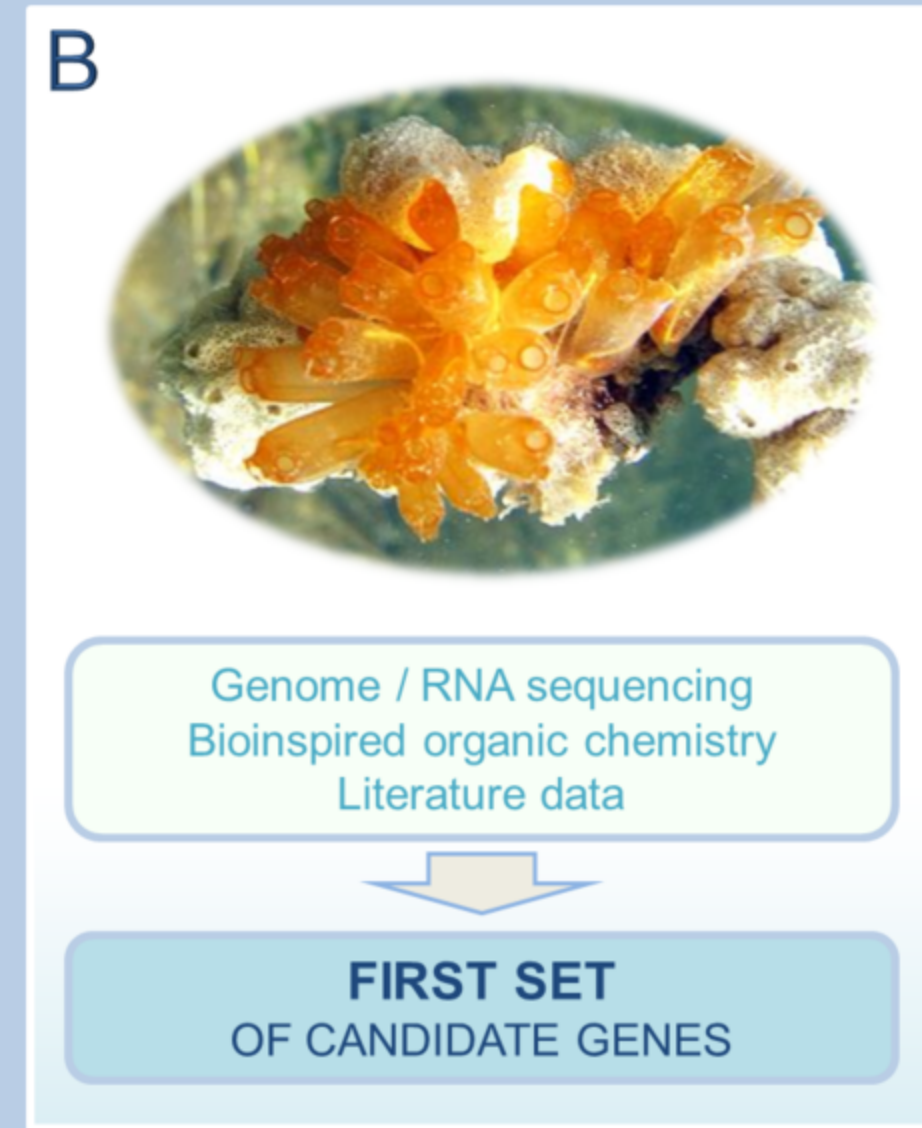 B
Genome / RNA sequencing
Bioinspired organic chemistry
Literature data
FIRST SET
OF CANDIDATE GENES